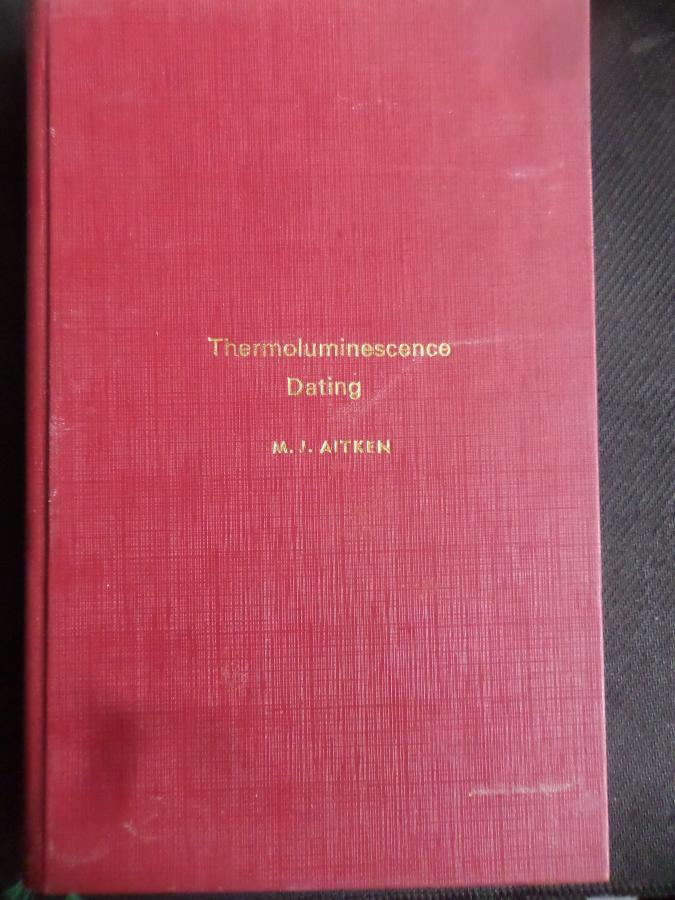 Thermoluminescence
Dating
M. J. AITKEN